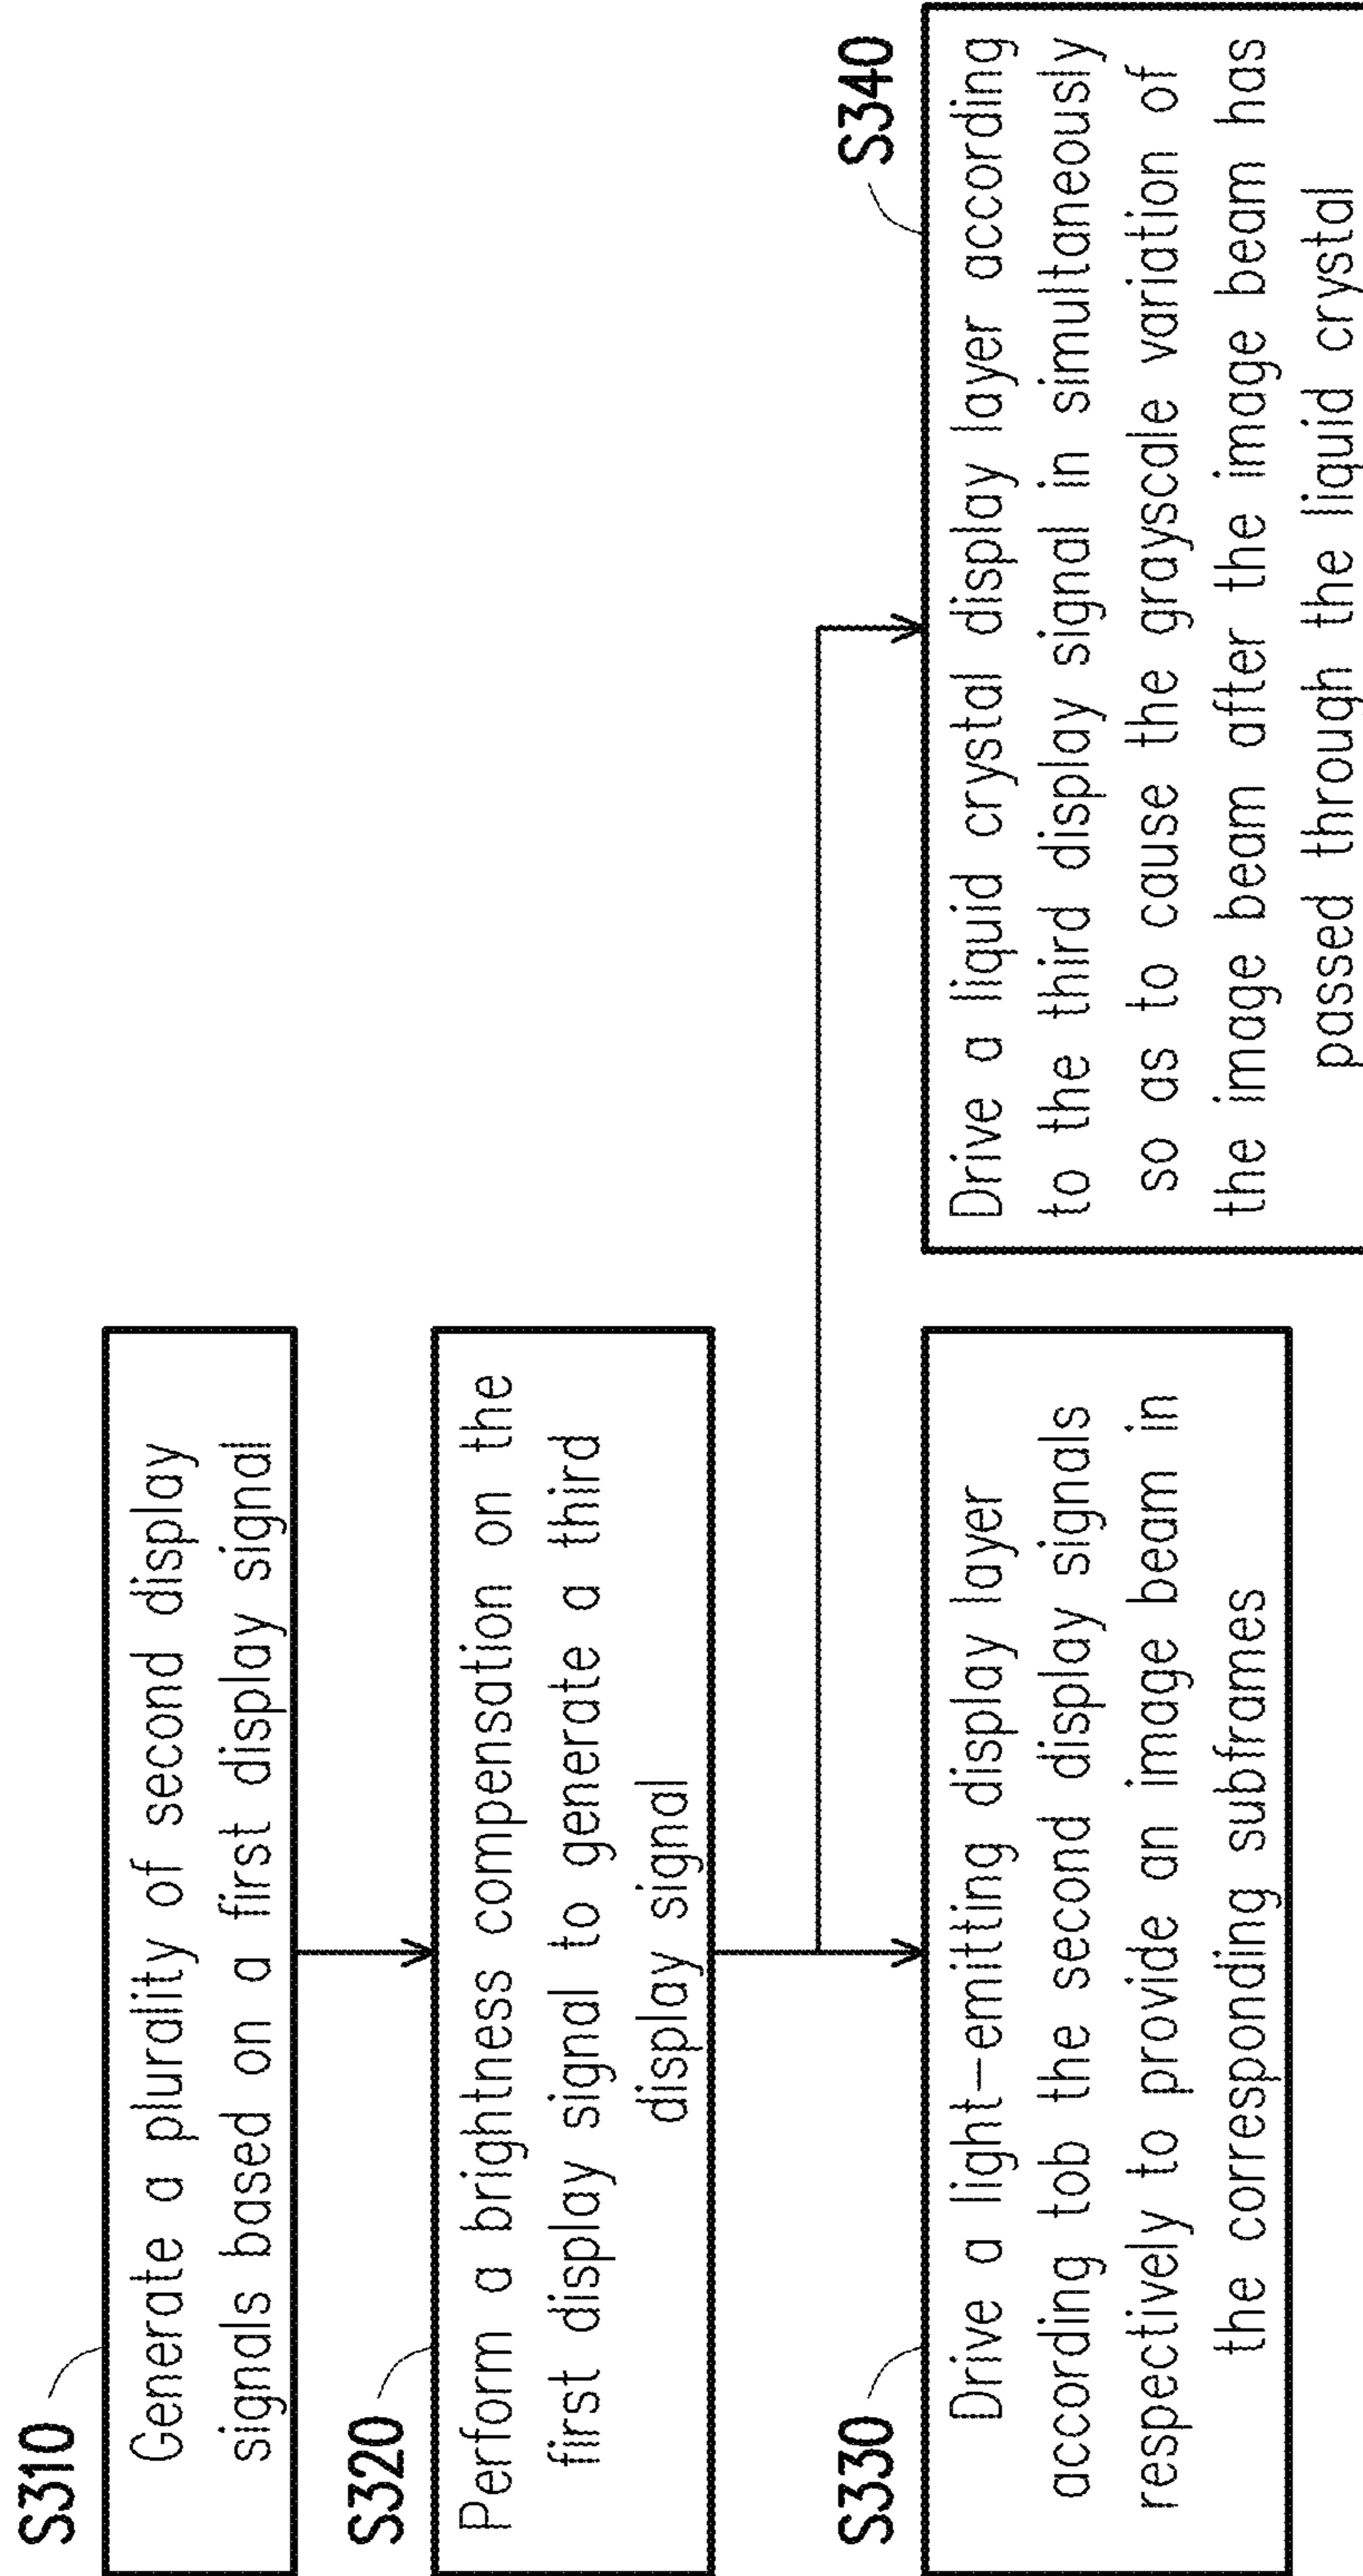 S310
Generate a plurality of second display
signals based on a first display signal
S320
Perform a brightness compensation on the
first display signal to generate a third
display signal
S330
Drive a light-emitting display layer
according tob the second display signals
respectively to provide an image beam in
the corresponding subframes
S340
Drive a liquid crystal display layer according
to the third display signal in simultaneously
so as to cause the grayscale variation of
the image beam after the image beam has
passed through the liquid crystal